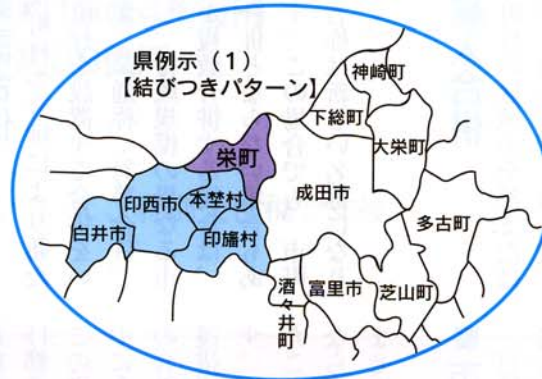 県例示（1）
【結びつきパターン】
神崎町
下総町
大栄町
栄町
成田市
本埜村
印西市
多古町
白井市
印旛村
酒々井町
富里市
芝山町